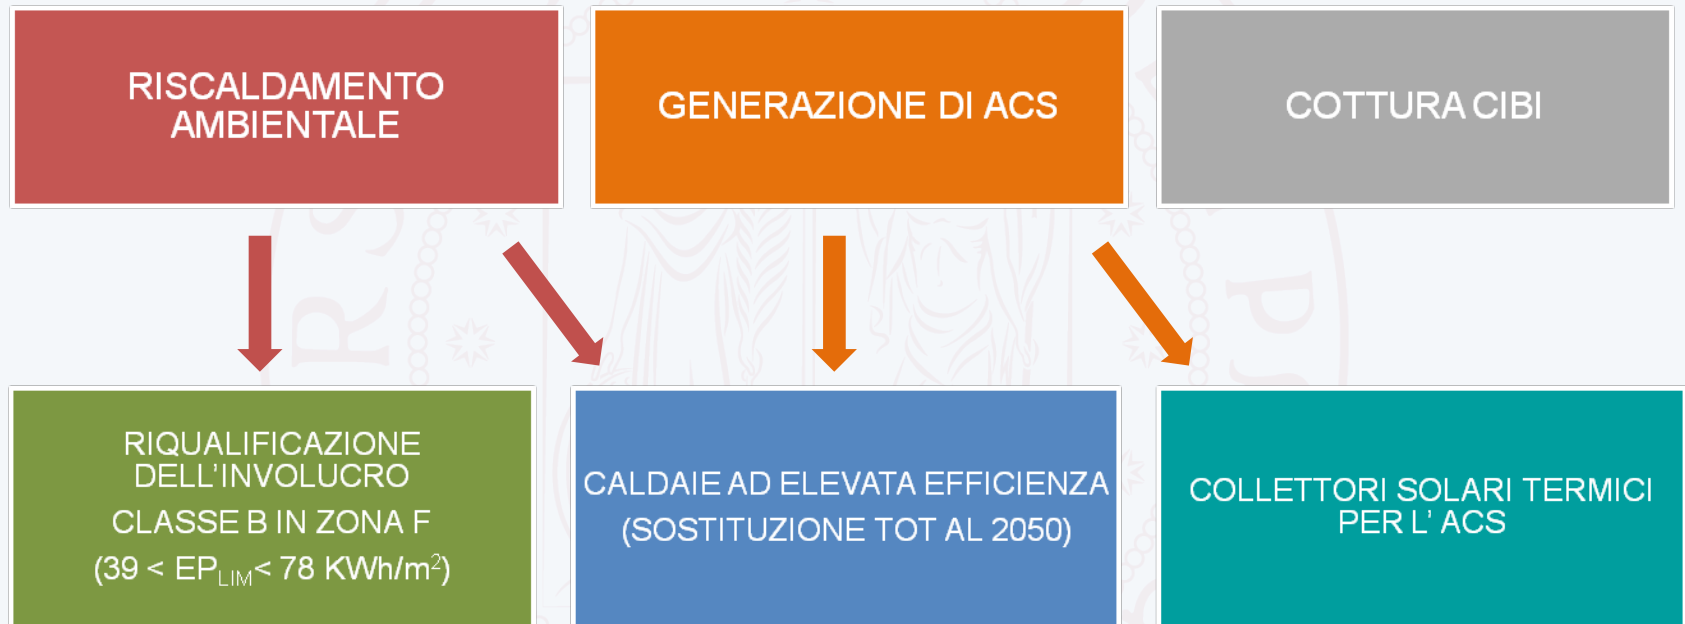 RISCALDAMENTO
AMBIENTALE
GENERAZIONE DI ACS
COTTURA CIBI
RIQUALIFICAZIONE
DELL'INVOLUCRO
CLASSE B IN ZONA F
(39 < EP_LIM < 78 KWh/m²)
CALDAIE AD ELEVATA EFFICIENZA
(SOSTITUZIONE TOT AL 2050)
COLLETTORI SOLARI TERMICI
PER L' ACS